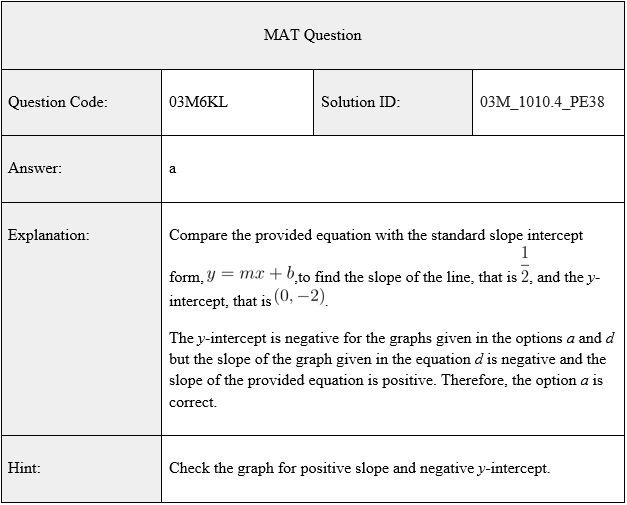 MAT Question
Question Code:
03M6KL
Solution ID:
03M_1010.4_PE38
Answer:
a
Explanation:
Compare the provided equation with the standard slope intercept
form, y = mx + b,to find the slope of the line, that is 1/2, and the y-
intercept, that is (0, −2).
The y-intercept is negative for the graphs given in the options a and d
but the slope of the graph given in the equation d is negative and the
slope of the provided equation is positive. Therefore, the option a is
correct.
Hint:
Check the graph for positive slope and negative y-intercept.